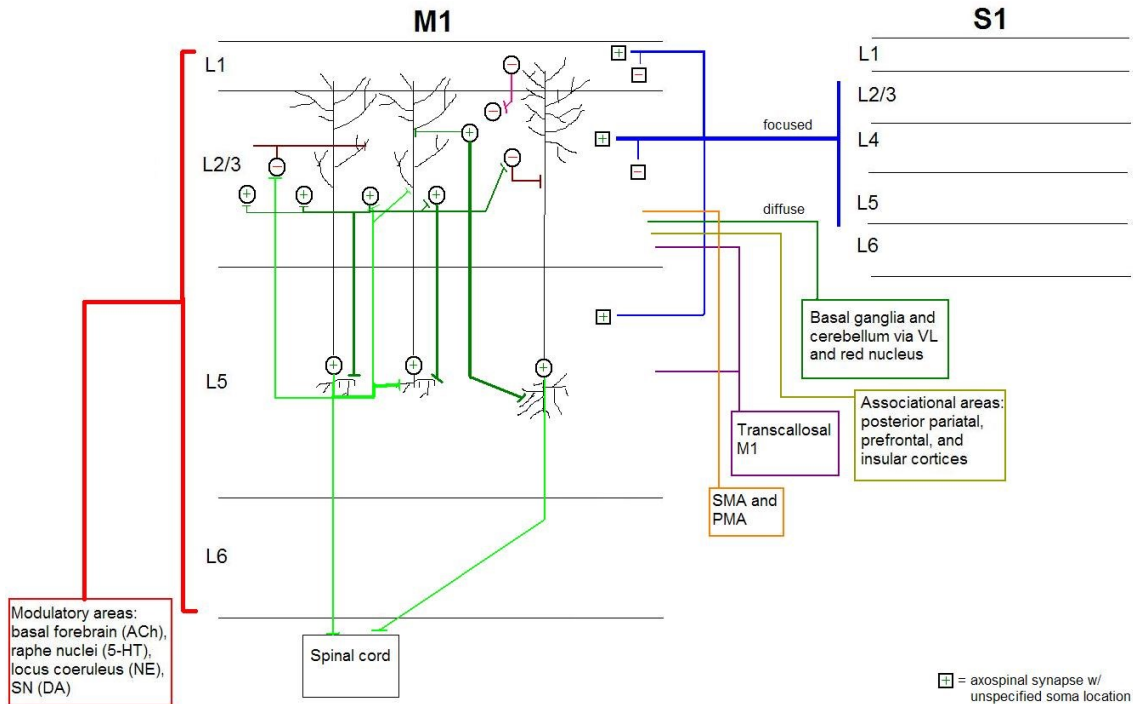 M1
S1
L1
L1
L2/3
focused
L4
L2/3
L5
diffuse
L6
Basal ganglia and
cerebellum via VL
and red nucleus
L5
Associational areas:
posterior pariatal,
prefrontal, and
insular cortices
Transcallosal
M1
SMA and
PMA
L6
Modulatory areas:
basal forebrain (ACh),
raphe nuclei (5-HT),
locus coeruleus (NE),
SN (DA)
Spinal cord
= axospinal synapse w/
unspecified soma location